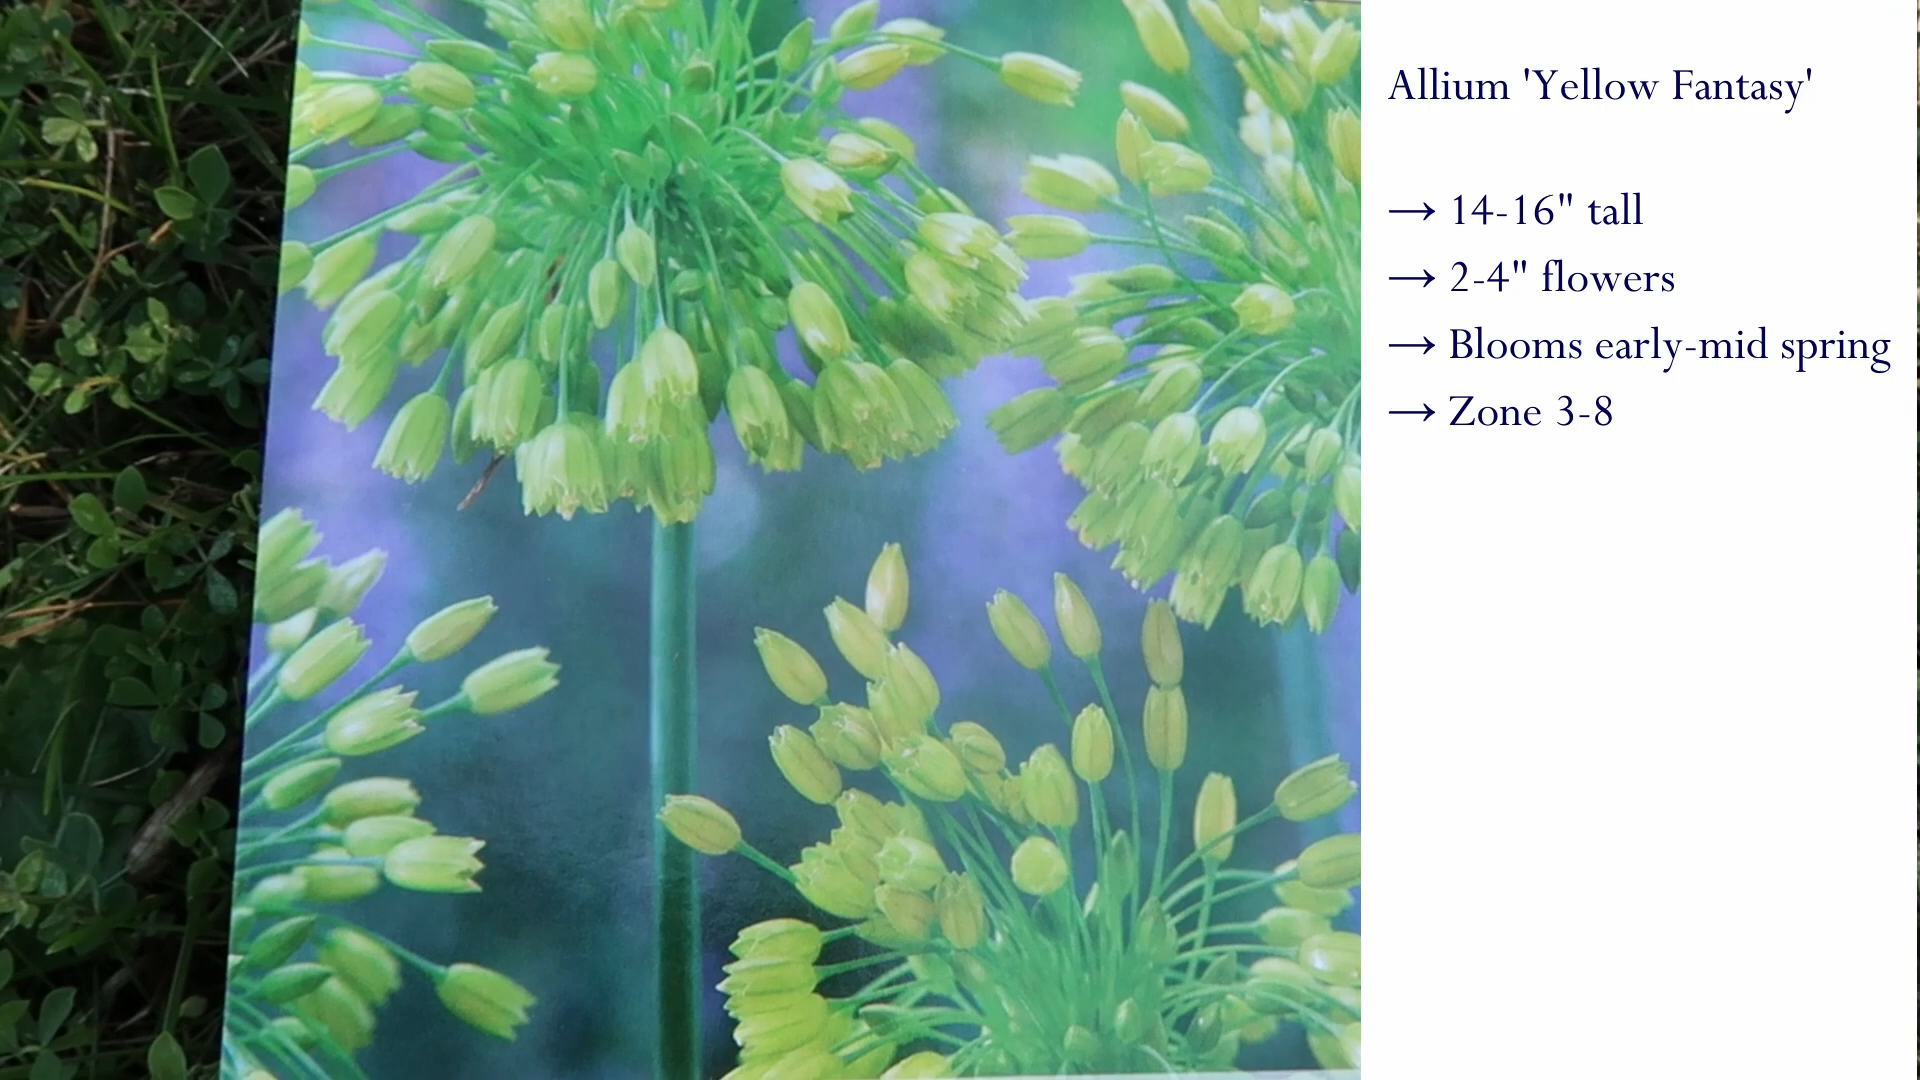 Allium 'Yellow Fantasy'
→ 14-16" tall
→ 2-4" flowers
→ Blooms early-mid spring
→ Zone 3-8